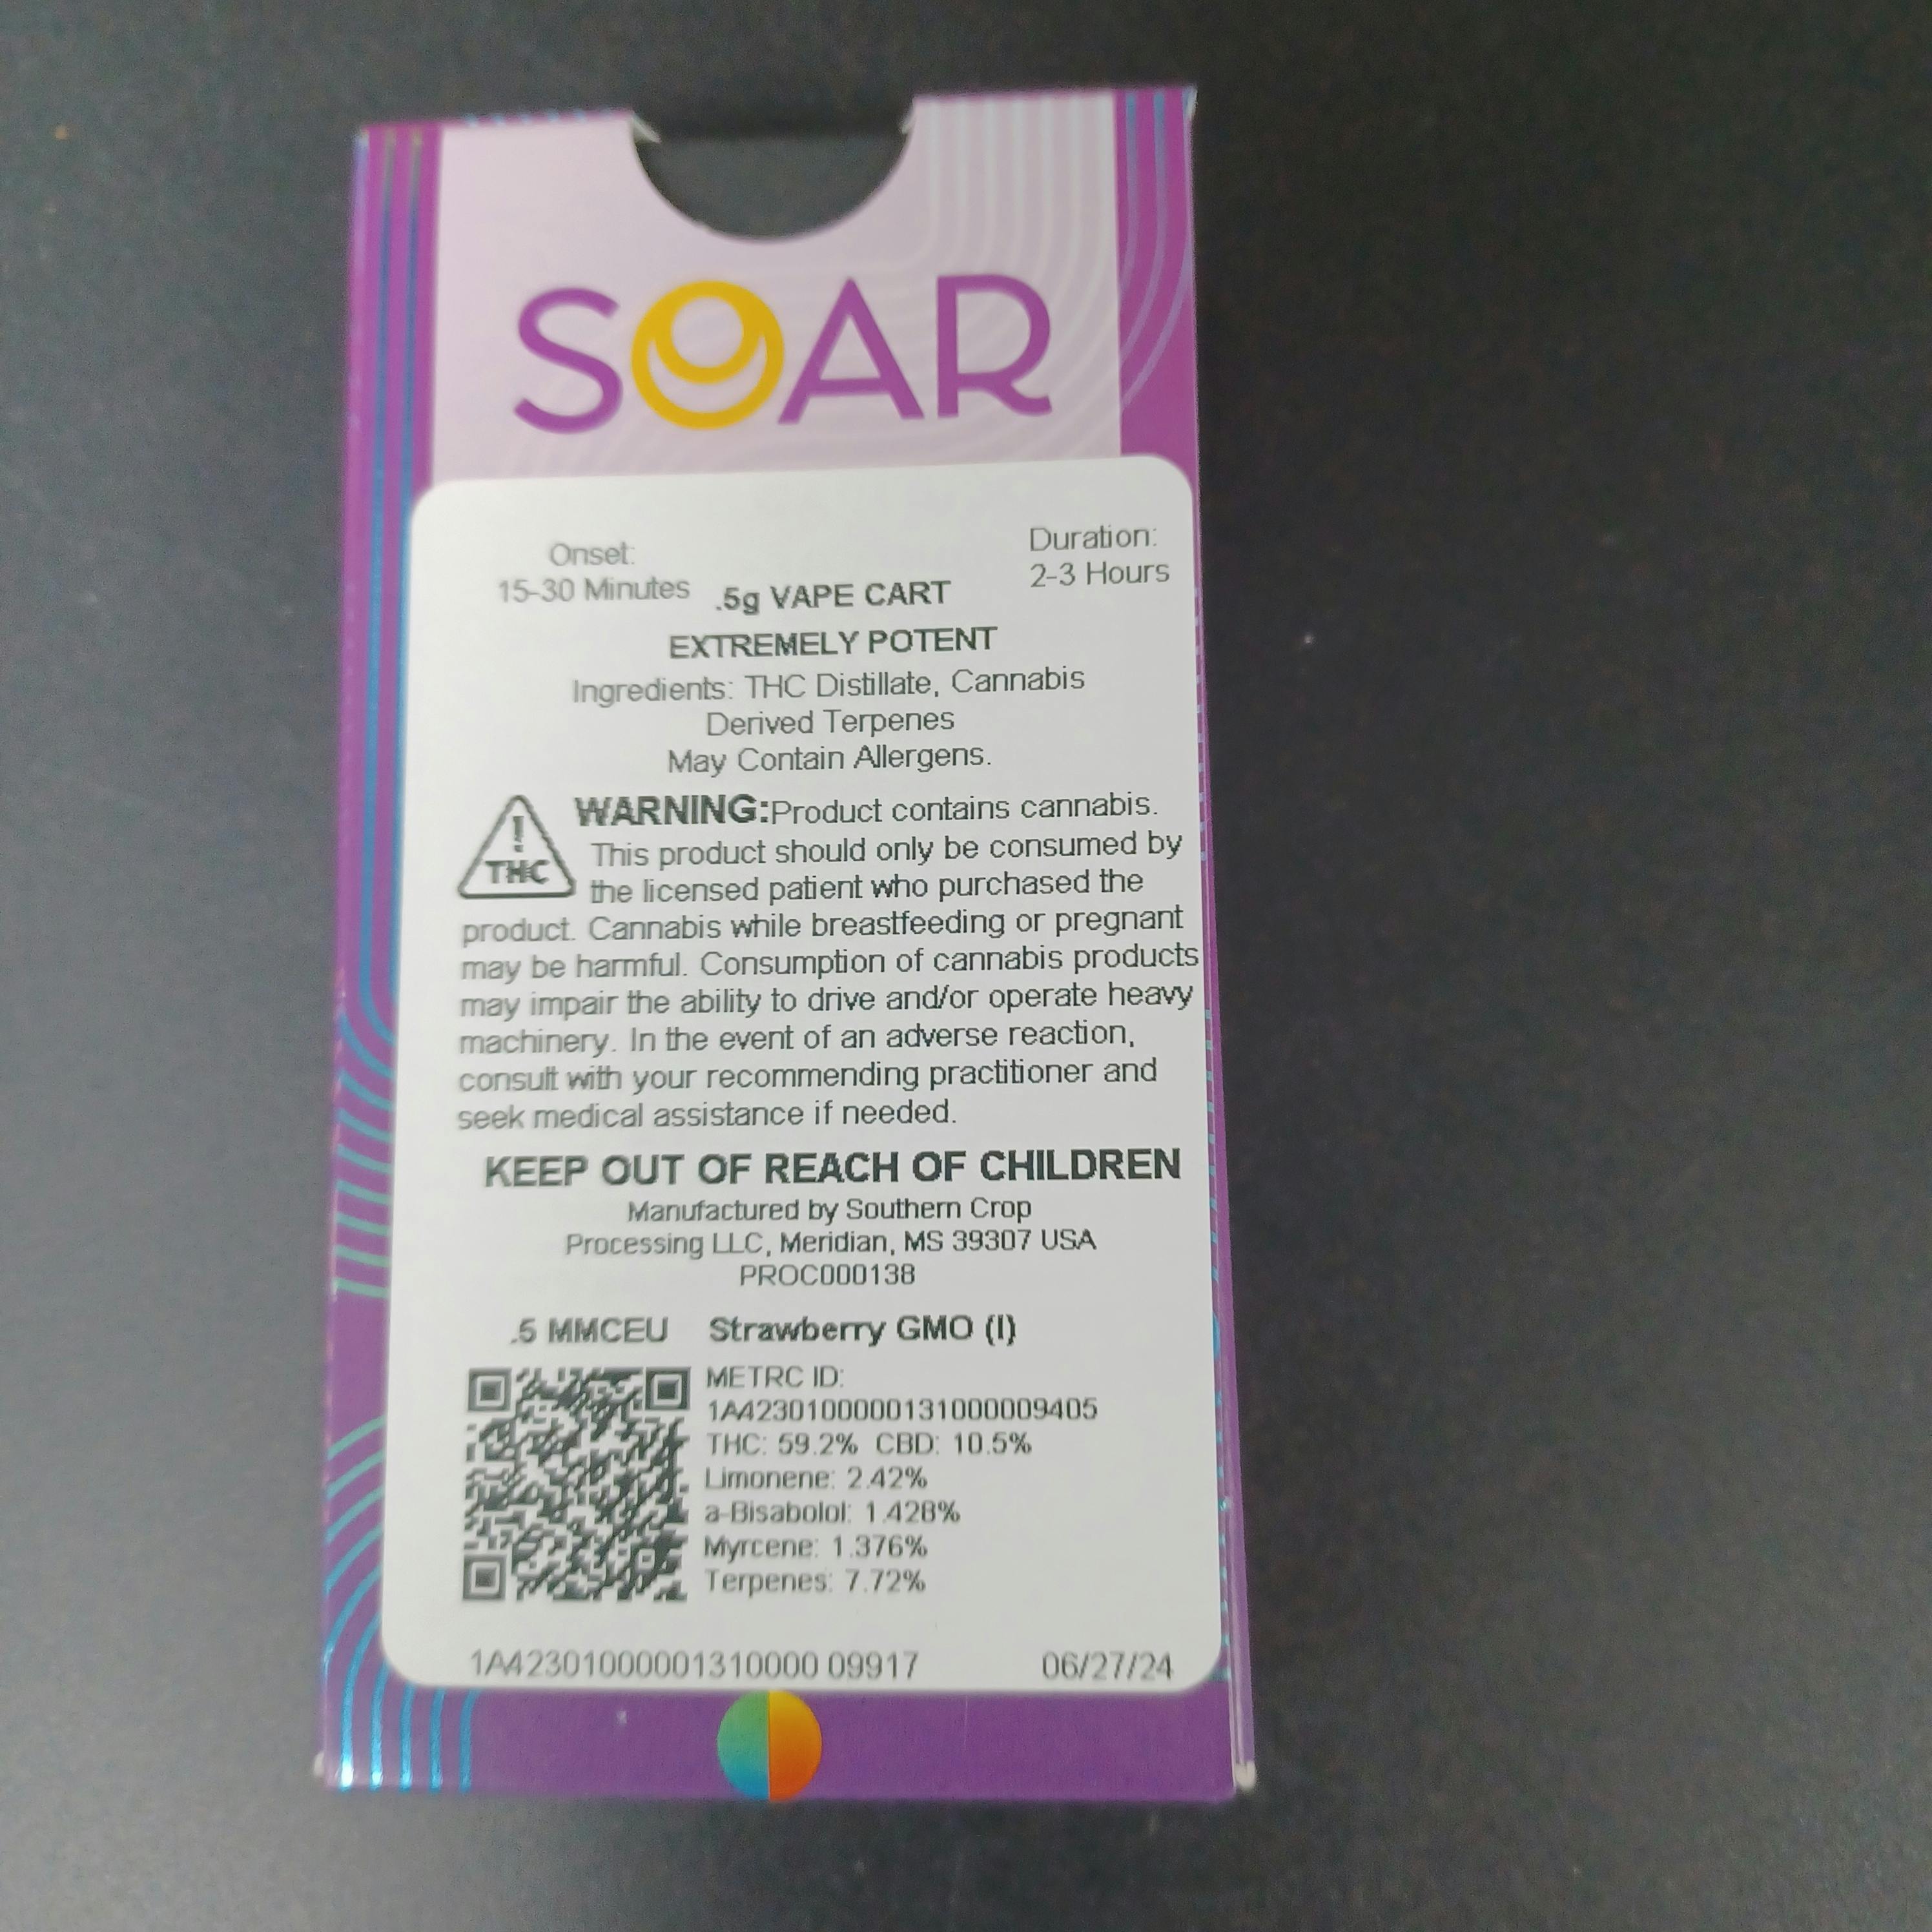 SOAR
Onset:
15-30 Minutes
Duration:
2-3 Hours
.5g VAPE CART
EXTREMELY POTENT
Ingredients: THC Distillate, Cannabis
Derived Terpenes
May Contain Allergens.
!
THC
WARNING:Product contains cannabis.
This product should only be consumed by
the licensed patient who purchased the
product. Cannabis while breastfeeding or pregnant
may be harmful. Consumption of cannabis products
may impair the ability to drive and/or operate heavy
machinery. In the event of an adverse reaction,
consult with your recommending practitioner and
seek medical assistance if needed.
KEEP OUT OF REACH OF CHILDREN
Manufactured by Southern Crop
Processing LLC, Meridian, MS 39307 USA
PROC000138
.5 MMCEU Strawberry GMO (I)
METRC ID:
1A4230100000131000009405
THC: 59.2% CBD: 10.5%
Limonene: 2.42%
a-Bisabolol: 1.428%
Myrcene: 1.376%
Terpenes: 7.72%
1A42301000001310000 09917 06/27/24